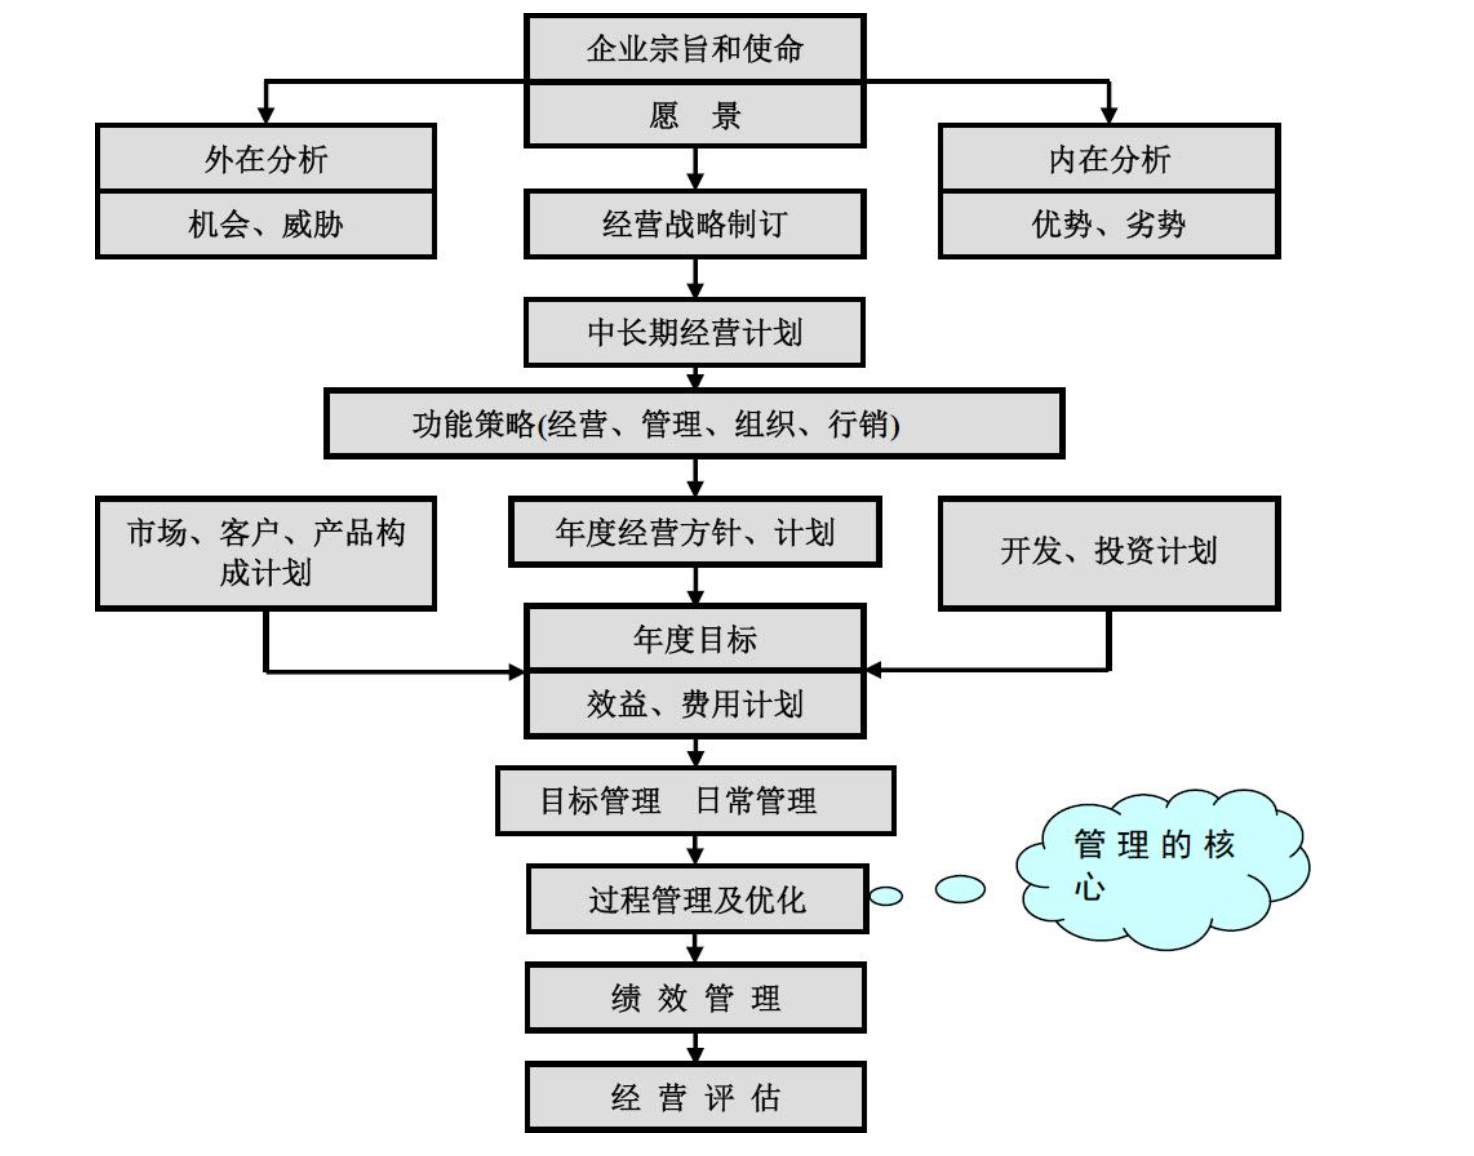 企业宗旨和使命
愿 景
外在分析
机会、威胁
内在分析
优势、劣势
经营战略制订
中长期经营计划
功能策略(经营、管理、组织、行销)
市场、客户、产品构
成计划
年度经营方针、计划
开发、投资计划
年度目标
效益、费用计划
目标管理 日常管理
管理的核
心
过程管理及优化
绩效管理
经营评估